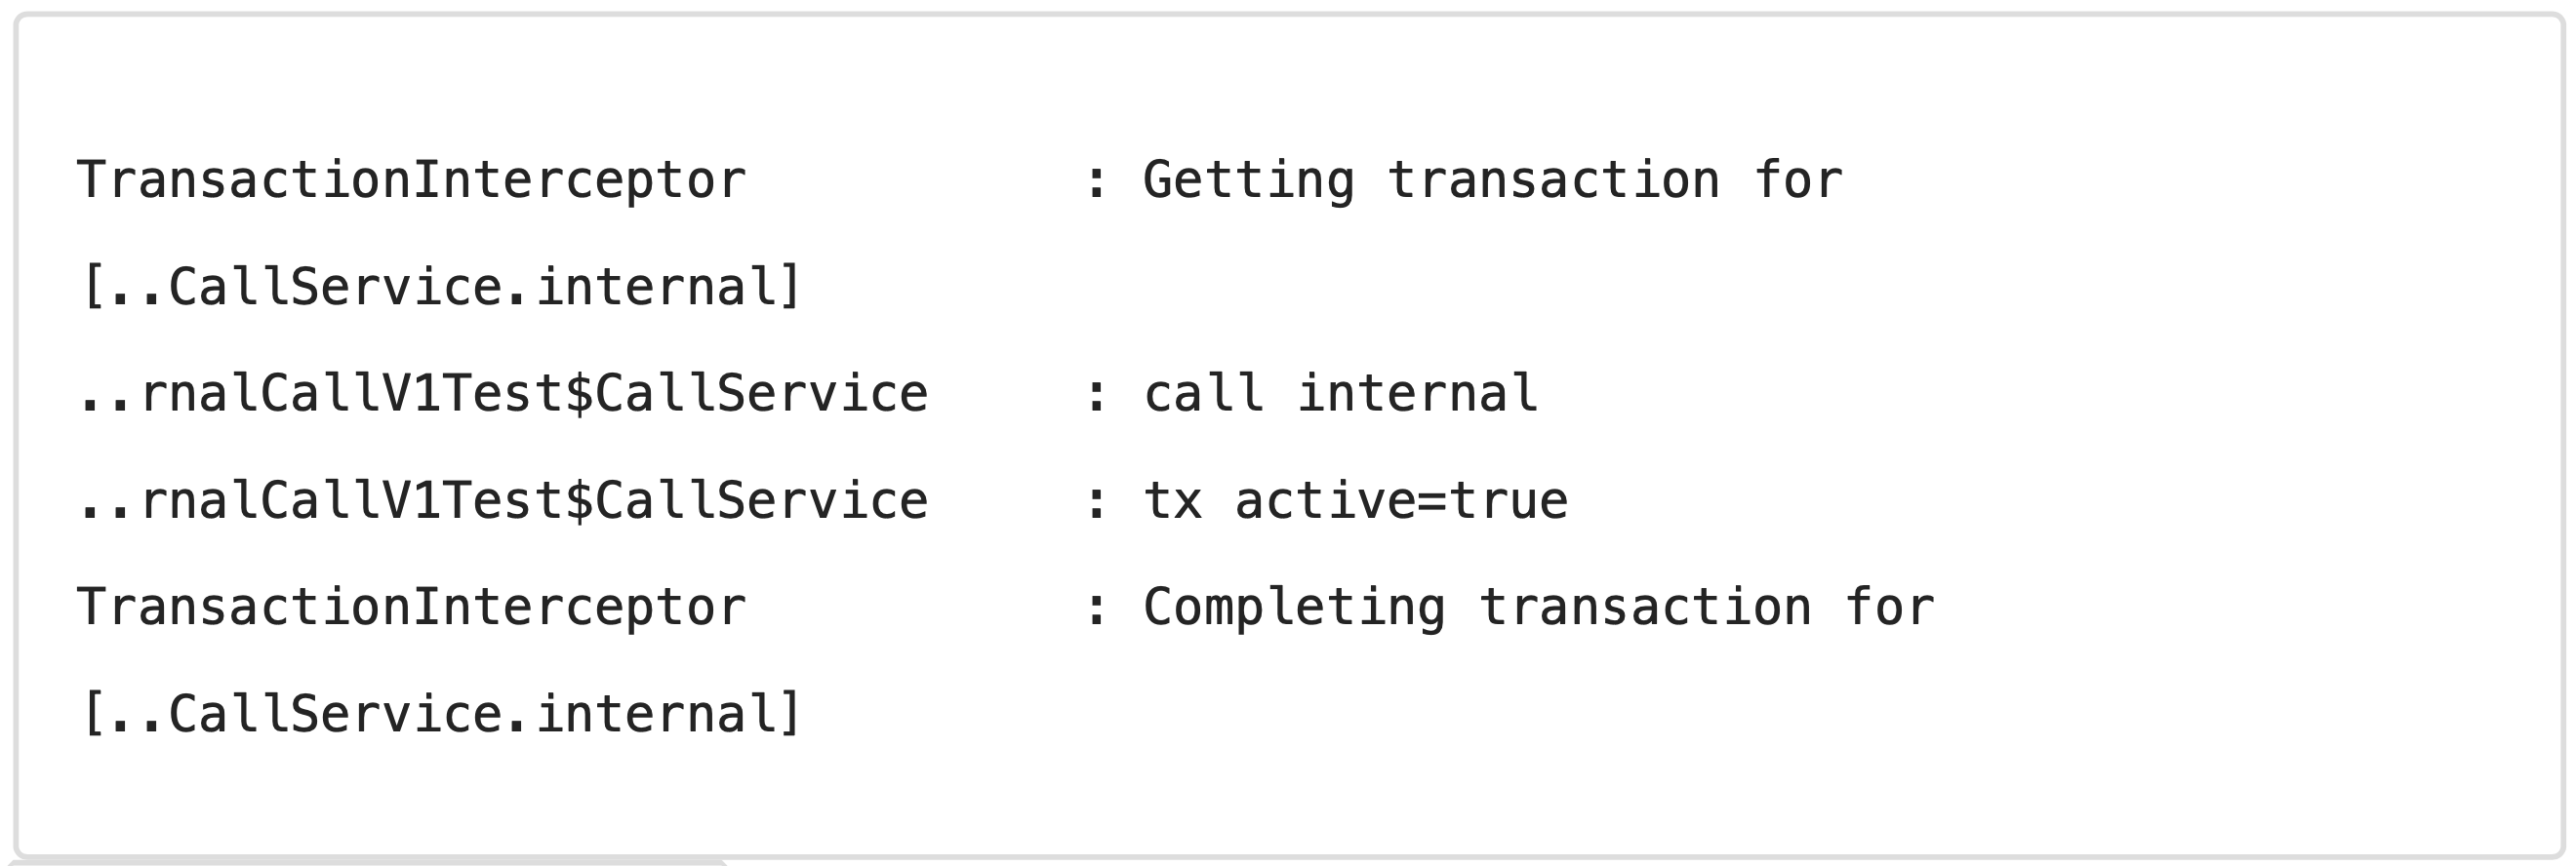 TransactionInterceptor           : Getting transaction for
[..CallService.internal]
..rnalCallV1Test$CallService     : call internal
..rnalCallV1Test$CallService     : tx active=true
TransactionInterceptor           : Completing transaction for
[..CallService.internal]